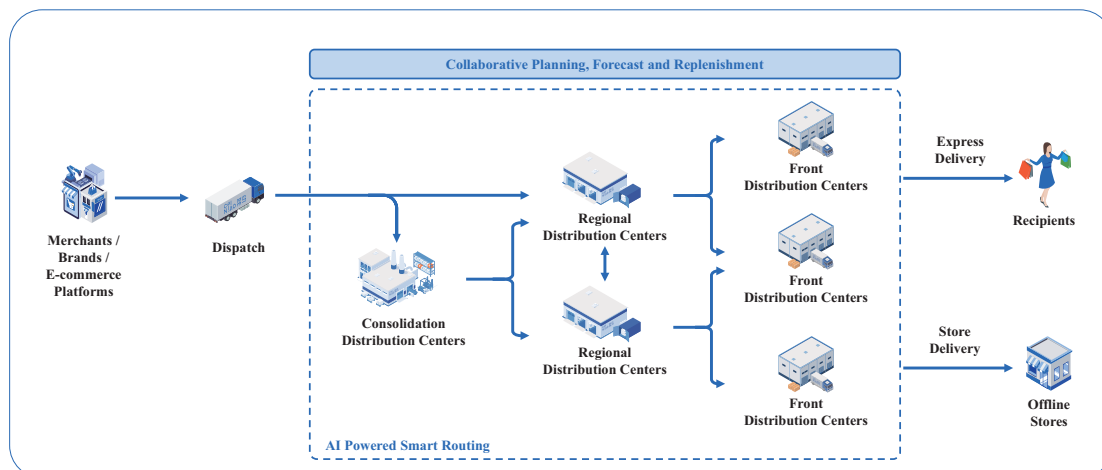 Collaborative Planning, Forecast and Replenishment
Merchants /
Brands /
E-commerce
Platforms
Dispatch
Consolidation
Distribution Centers
Regional
Distribution Centers
Regional
Distribution Centers
Front
Distribution Centers
Front
Distribution Centers
Front
Distribution Centers
Express
Delivery
Recipients
Store
Delivery
Offline
Stores
AI Powered Smart Routing